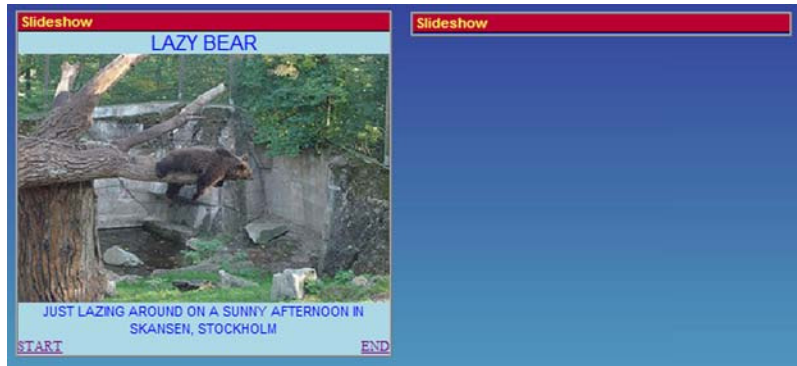 Slideshow
LAZY BEAR
JUST LAZING AROUND ON A SUNNY AFTERNOON IN
SKANSEN, STOCKHOLM
START END
Slideshow